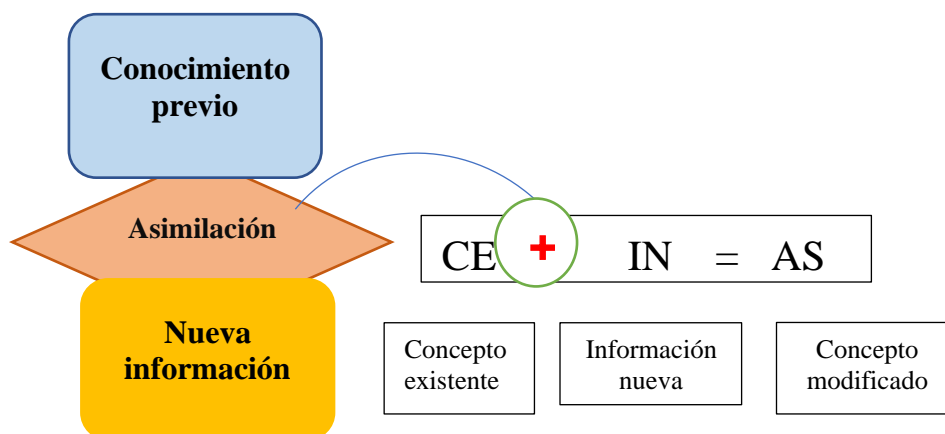 Conocimiento
previo
Asimilación
Nueva
información
CE + IN = AS
Concepto
existente
Información
nueva
Concepto
modificado